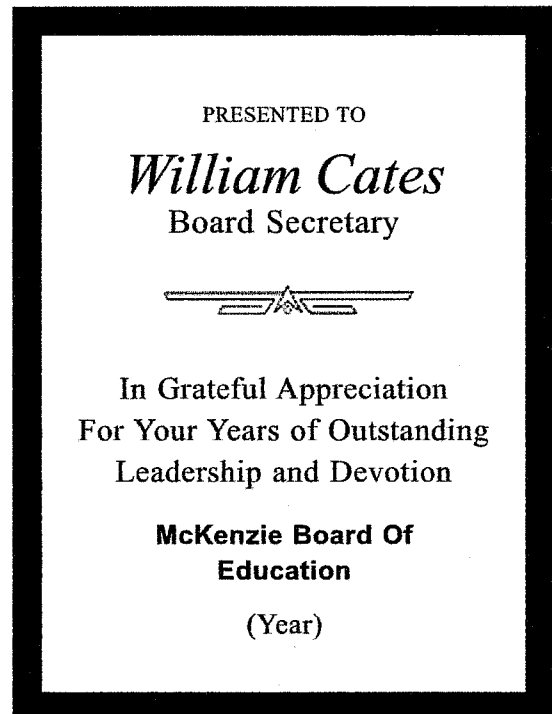 PRESENTED TO
William Cates
Board Secretary
In Grateful Appreciation
For Your Years of Outstanding
Leadership and Devotion
McKenzie Board Of
Education
(Year)